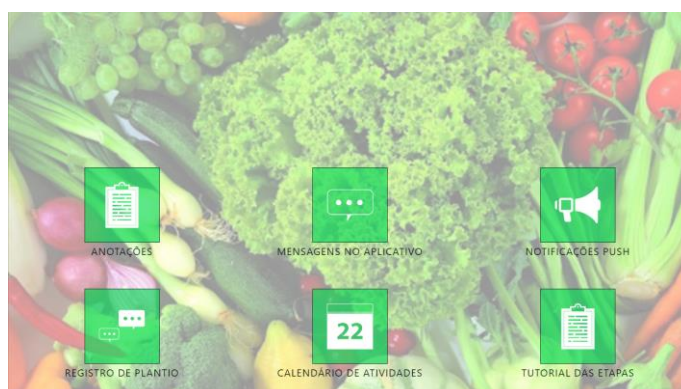 ANOTAÇÕES
MENSAGENS NO APLICATIVO
NOTIFICAÇÕES PUSH
22
REGISTRO DE PLANTIO
CALENDÁRIO DE ATIVIDADES
TUTORIAL DAS ETAPAS